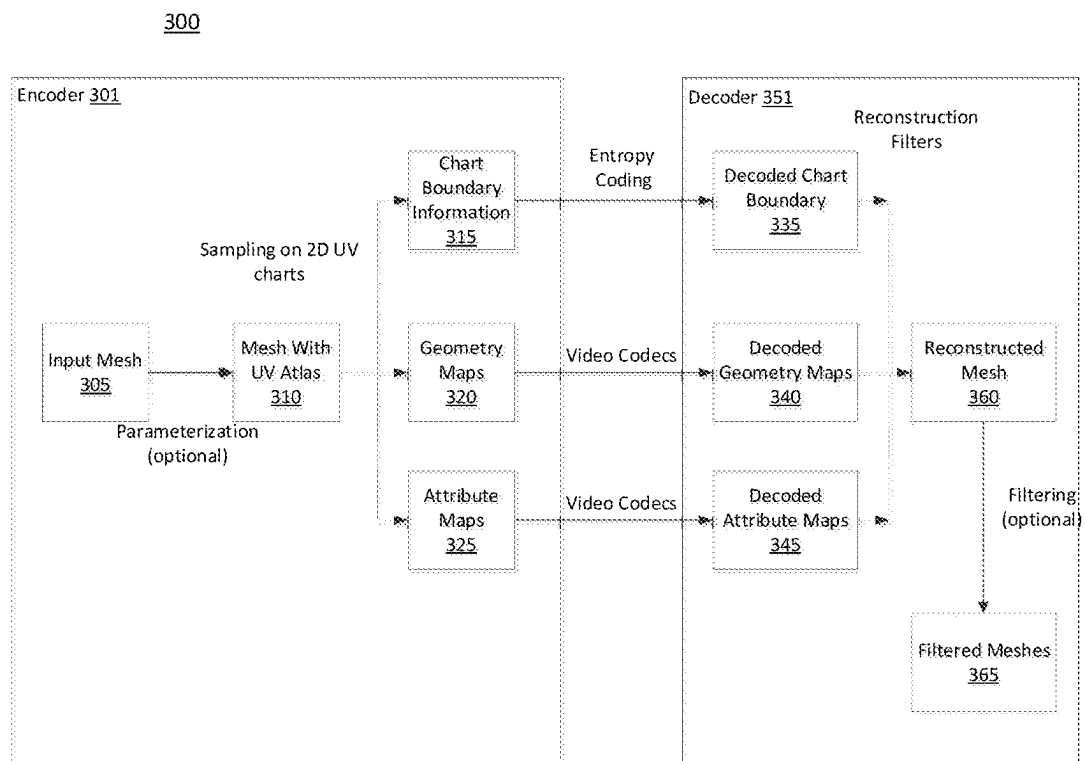 300
Encoder 301
Decoder 351
Reconstruction
Filters
Chart
Boundary
Information
315
Entropy
Coding
Decoded Chart
Boundary
335
Sampling on 2D UV
charts
Input Mesh
305
Mesh With
UV Atlas
310
Geometry
Maps
320
Video Codecs
Decoded
Geometry Maps
340
Reconstructed
Mesh
360
Parameterization
(optional)
Attribute
Maps
325
Video Codecs
Decoded
Attribute Maps
345
Filtering
(optional)
Filtered Meshes
365